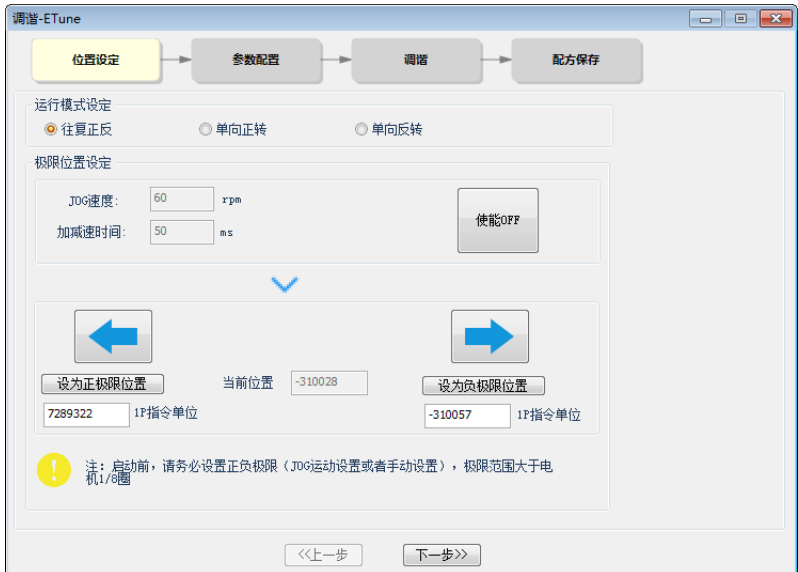 调谐-ETune
位置设定 参数配置 调谐 配方保存
运行模式设定
往复正反 单向正转 单向反转
极限位置设定
JOG速度: 60 rpm
加减速时间: 50 ms
使能OFF
设为正极限位置 当前位置 -310028 设为负极限位置
7289322 1P指令单位 -310057 1P指令单位
注：启动前，请务必设置正负极限（JOG运动设置或者手动设置），极限范围大于电
机1/8圈
<<上一步 下一步>>